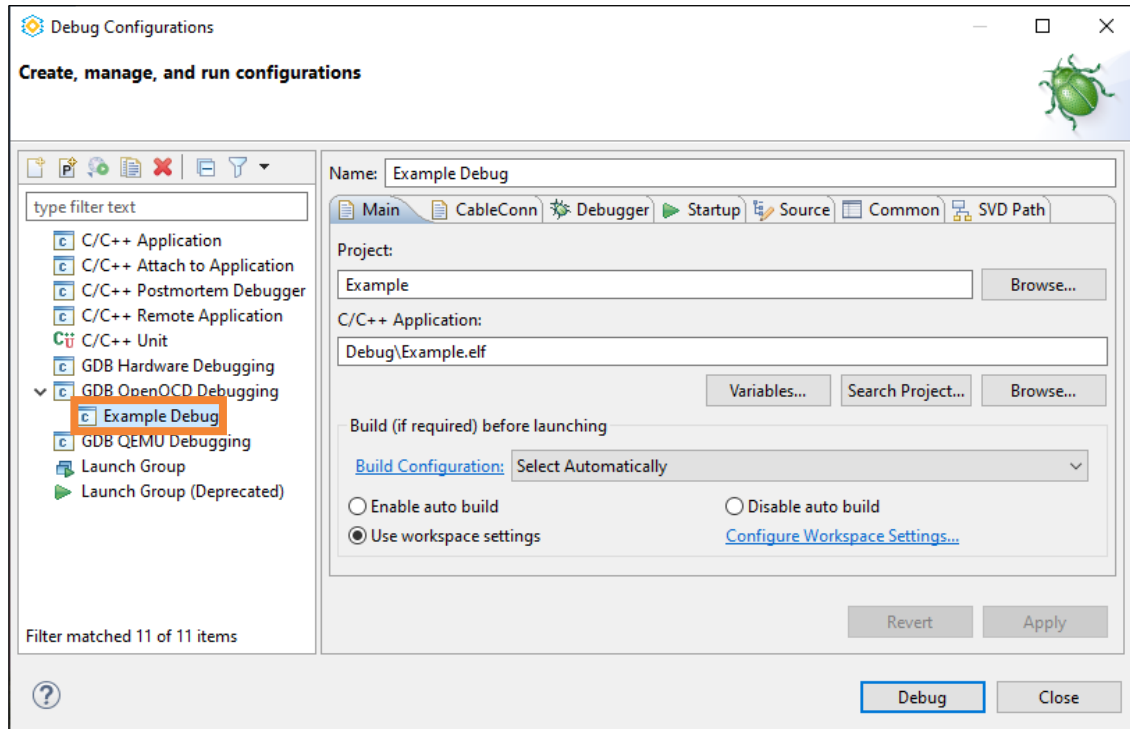 Debug Configurations
Create, manage, and run configurations
type filter text
C/C++ Application
C/C++ Attach to Application
C/C++ Postmortem Debugger
C/C++ Remote Application
C/C++ Unit
GDB Hardware Debugging
GDB OpenOCD Debugging
Example Debug
GDB QEMU Debugging
Launch Group
Launch Group (Deprecated)
Filter matched 11 of 11 items
Name: Example Debug
Main CableConn Debugger Startup Source Common SVD Path
Project:
Example Browse...
C/C++ Application:
Debug\Example.elf
Variables... Search Project... Browse...
Build (if required) before launching
Build Configuration: Select Automatically
Enable auto build Disable auto build
Use workspace settings Configure Workspace Settings...
Revert Apply
Debug Close